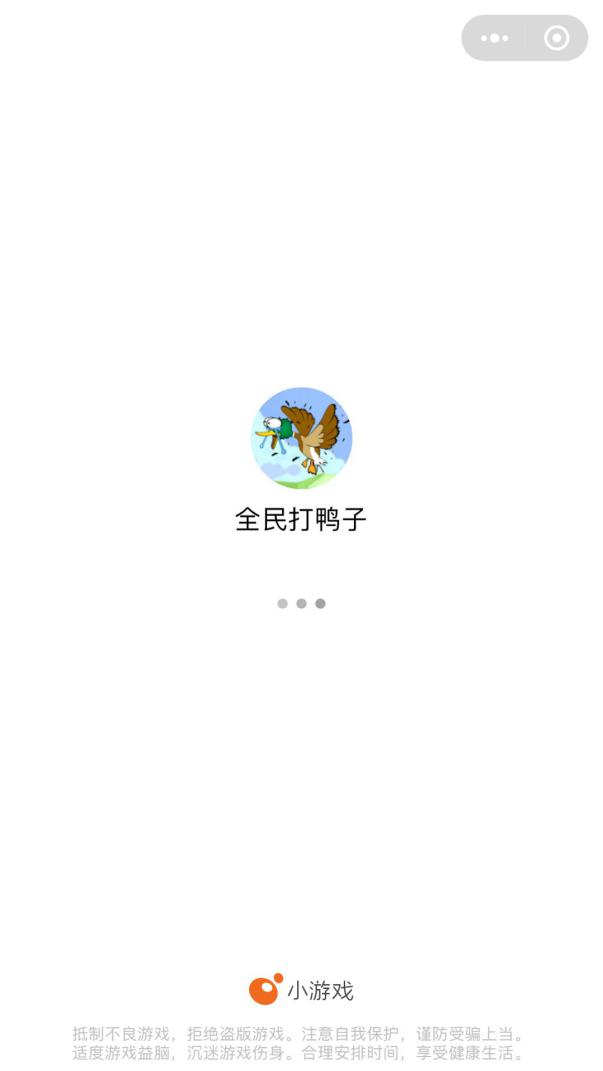 全民打鸭子
小游戏
抵制不良游戏，拒绝盗版游戏。注意自我保护，谨防受骗上当。
适度游戏益脑，沉迷游戏伤身。合理安排时间，享受健康生活。